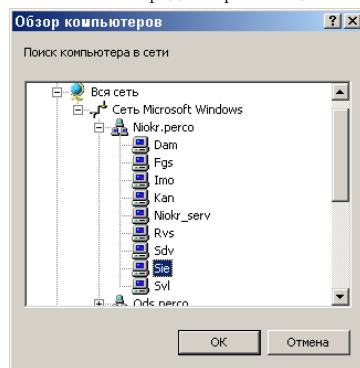 Обзор компьютеров
Поиск компьютера в сети
Вся сеть
Сеть Microsoft Windows
Niokr.perco
Dam
Fgs
Imo
Kan
Niokr_serv
Rvs
Sdv
Sie
Svl
Ods.perco
OK
Отмена